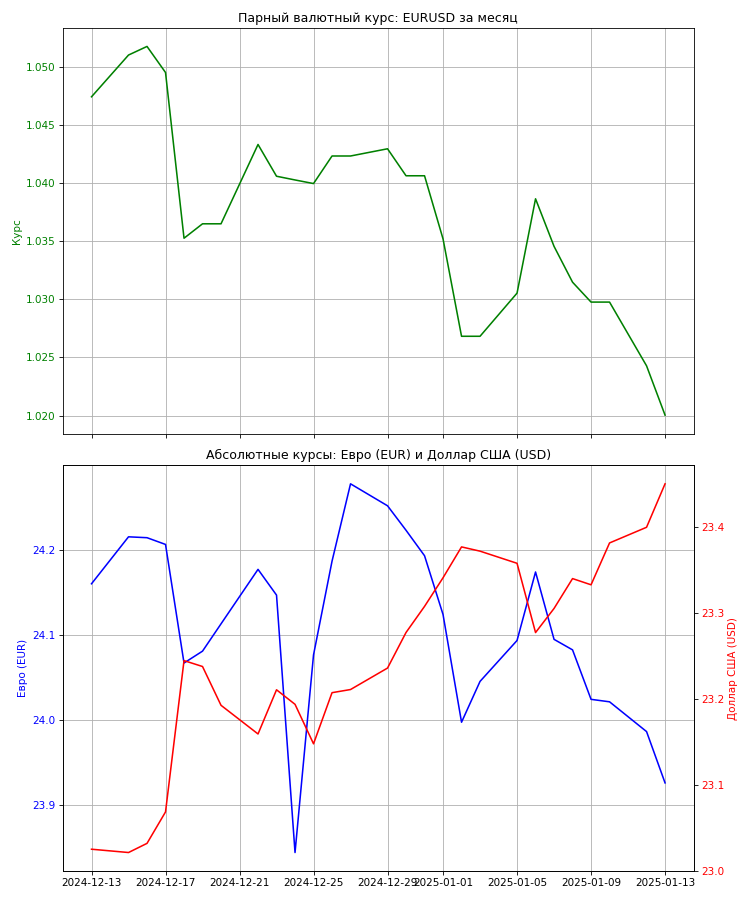 Парный валютный курс: EURUSD за месяц
1.050
1.045
1.040
1.035
1.030
1.025
1.020
Курс
Абсолютные курсы: Евро (EUR) и Доллар США (USD)
24.2
24.1
24.0
23.9
Евро (EUR)
23.4
23.3
23.2
23.1
23.0
Доллар США (USD)
2024-12-13 2024-12-17 2024-12-21 2024-12-25 2024-12-29 2025-01-01 2025-01-05 2025-01-09 2025-01-13